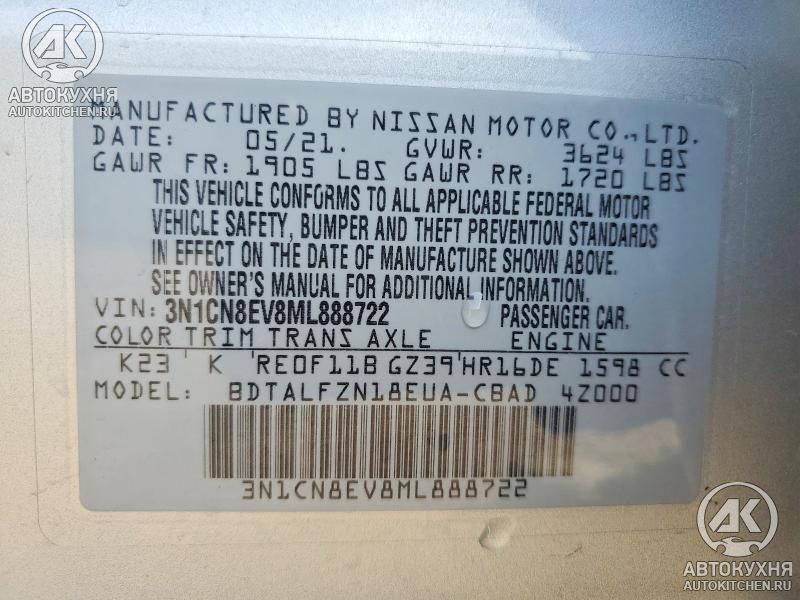 АК
АВТОКУХНЯ
AUTOKITCHEN.RU
MANUFACTURED BY NISSAN MOTOR CO., LTD.
DATE: 05/21. GVWR: 3624 LBS
GAWR FR: 1905 LBS GAWR RR: 1720 LBS
THIS VEHICLE CONFORMS TO ALL APPLICABLE FEDERAL MOTOR
VEHICLE SAFETY, BUMPER AND THEFT PREVENTION STANDARDS
IN EFFECT ON THE DATE OF MANUFACTURE SHOWN ABOVE.
SEE OWNER'S MANUAL FOR ADDITIONAL INFORMATION.
VIN: 3N1CN8EV8ML888722 PASSENGER CAR.
COLOR TRIM TRANS AXLE ENGINE
K23 K RE0F11B GZ39 HR16DE 1598 CC
MODEL: BDTALFZN18EUA-CBAD 4Z000
3N1CN8EV8ML888722
АК
АВТОКУХНЯ
AUTOKITCHEN.RU